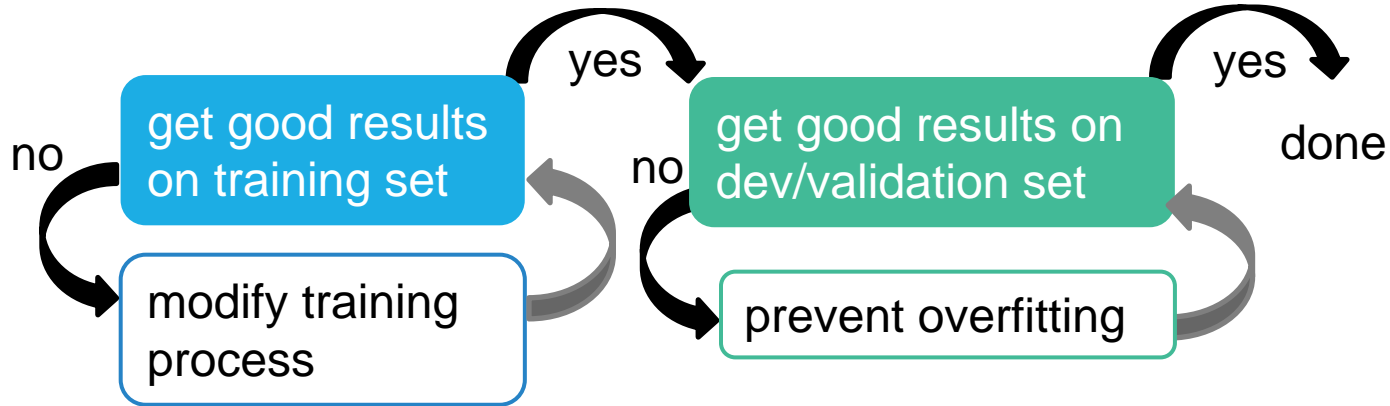 yes
yes
get good results
on training set
get good results on
dev/validation set
done
no
no
modify training
process
prevent overfitting